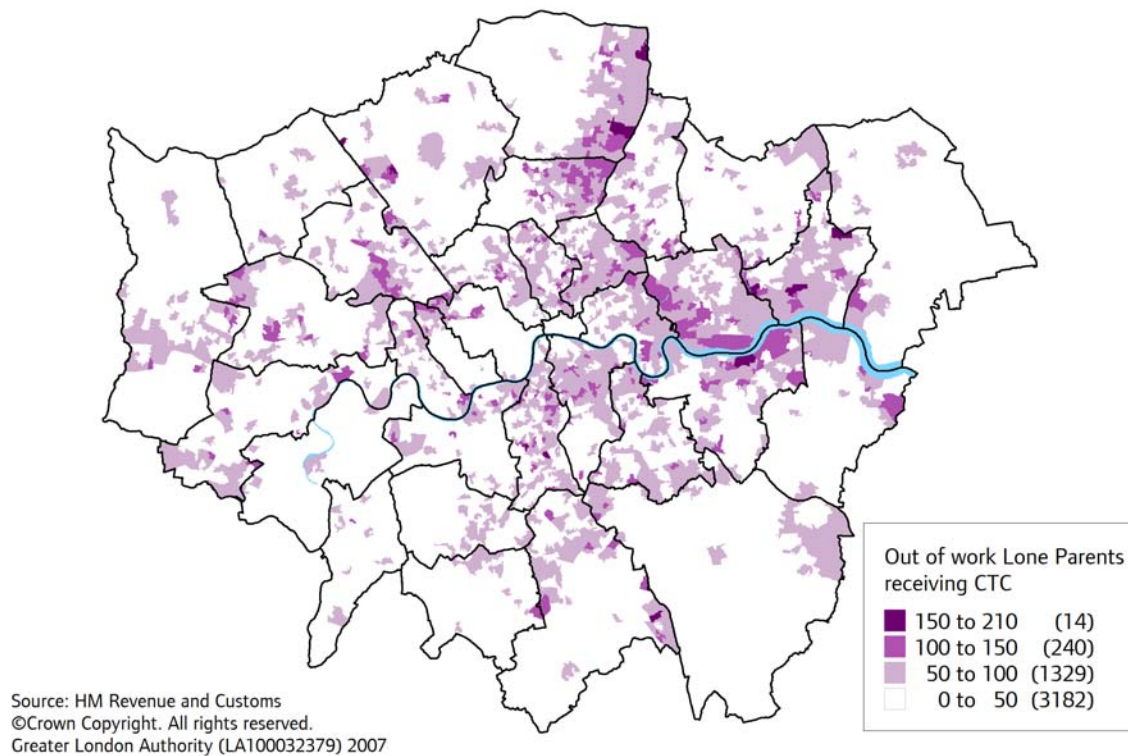 Out of work Lone Parents
receiving CTC
150 to 210 (14)
100 to 150 (240)
50 to 100 (1329)
0 to 50 (3182)
Source: HM Revenue and Customs
©Crown Copyright. All rights reserved.
Greater London Authority (LA100032379) 2007